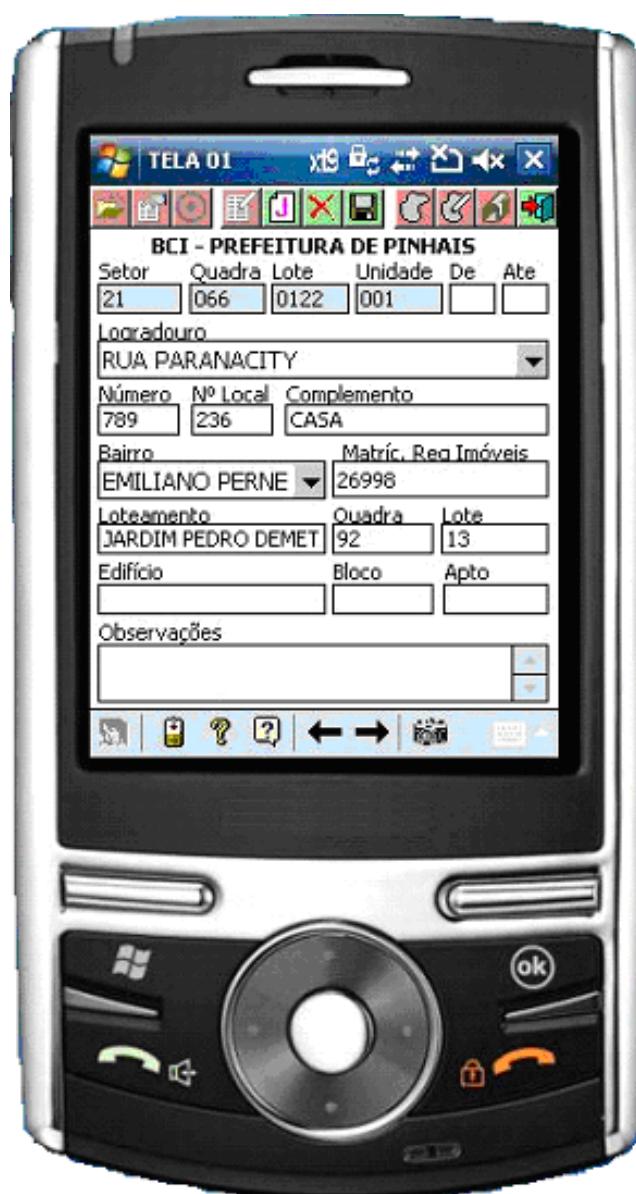 TELA 01 xt9
BCI - PREFEITURA DE PINHAIS
Setor Quadra Lote Unidade De Ate
21 066 0122 001
Logradouro
RUA PARANACITY
Número Nº Local Complemento
789 236 CASA
Bairro Matríc. Reg Imóveis
EMILIANO PERNE 26998
Loteamento Quadra Lote
JARDIM PEDRO DEMET 92 13
Edifício Bloco Apto
Observações
ok